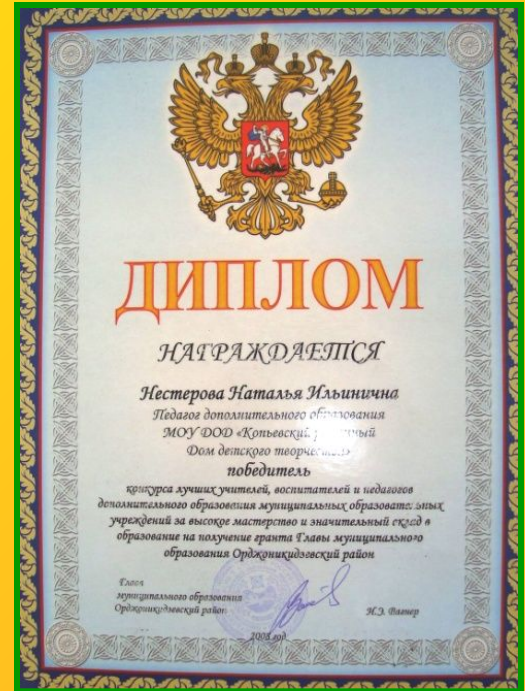 ДИПЛОМ
НАГРАЖДАЕТСЯ
Нестерова Наталья Ильинична
Педагог дополнительного образования
МОУ ДОД «Копьевский
Дом детского
победитель
конкурса лучших учителей, воспитателей и педагогов
дополнительного образования муниципальных образовательных
учреждений за высокое мастерство и значительный вклад в
образование на получение гранта Главы муниципального
образования Орджоникидзевский район
Глава
муниципального образования
Орджоникидзевский район
И.Э. Вагнер
2008 год